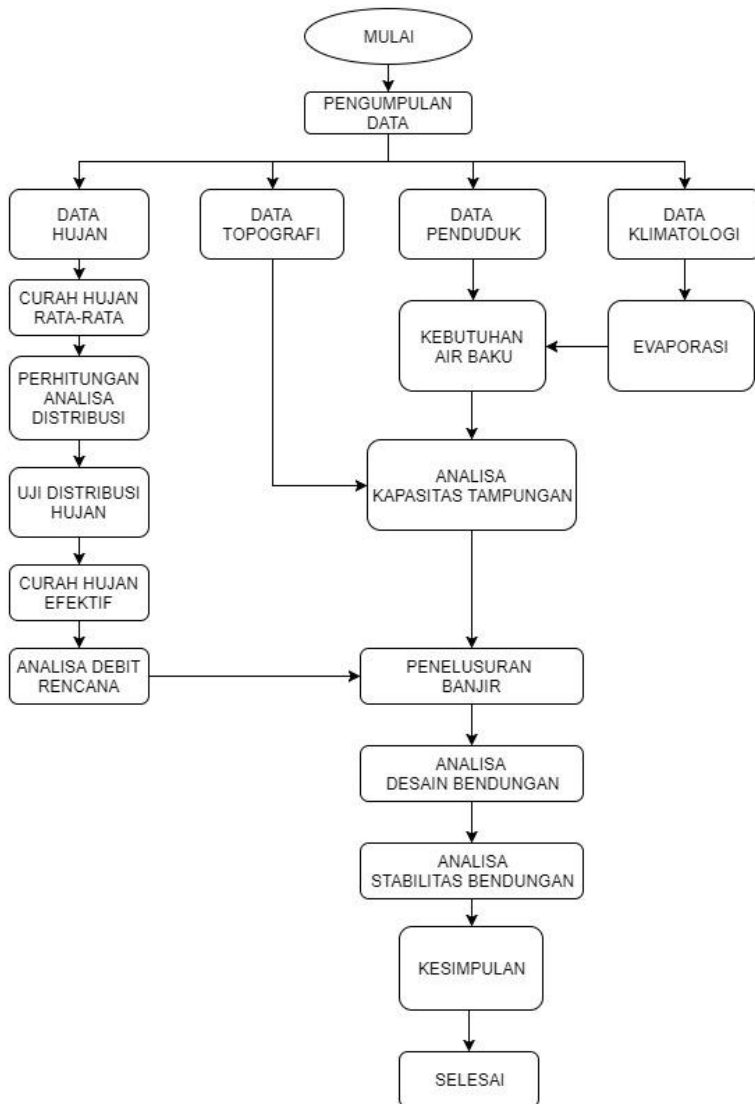 MULAI
PENGUMPULAN
DATA
DATA
HUJAN
DATA
TOPOGRAFI
DATA
PENDUDUK
DATA
KLIMATOLOGI
CURAH HUJAN
RATA-RATA
KEBUTUHAN
AIR BAKU
EVAPORASI
PERHITUNGAN
ANALISA
DISTRIBUSI
UJI DISTRIBUSI
HUJAN
ANALISA
KAPASITAS TAMPUNGAN
CURAH HUJAN
EFEKTIF
ANALISA DEBIT
RENCANA
PENELUSURAN
BANJIR
ANALISA
DESAIN BENDUNGAN
ANALISA
STABILITAS BENDUNGAN
KESIMPULAN
SELESAI